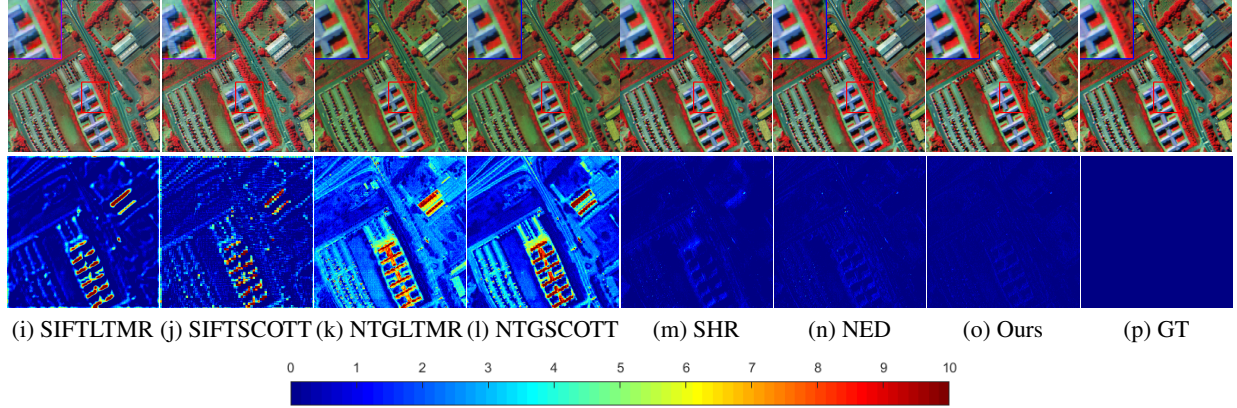 (i) SIFTLTMR (j) SIFTSCOTT (k) NTGLTMR (l) NTGSCOTT (m) SHR (n) NED (o) Ours (p) GT
0 1 2 3 4 5 6 7 8 9 10